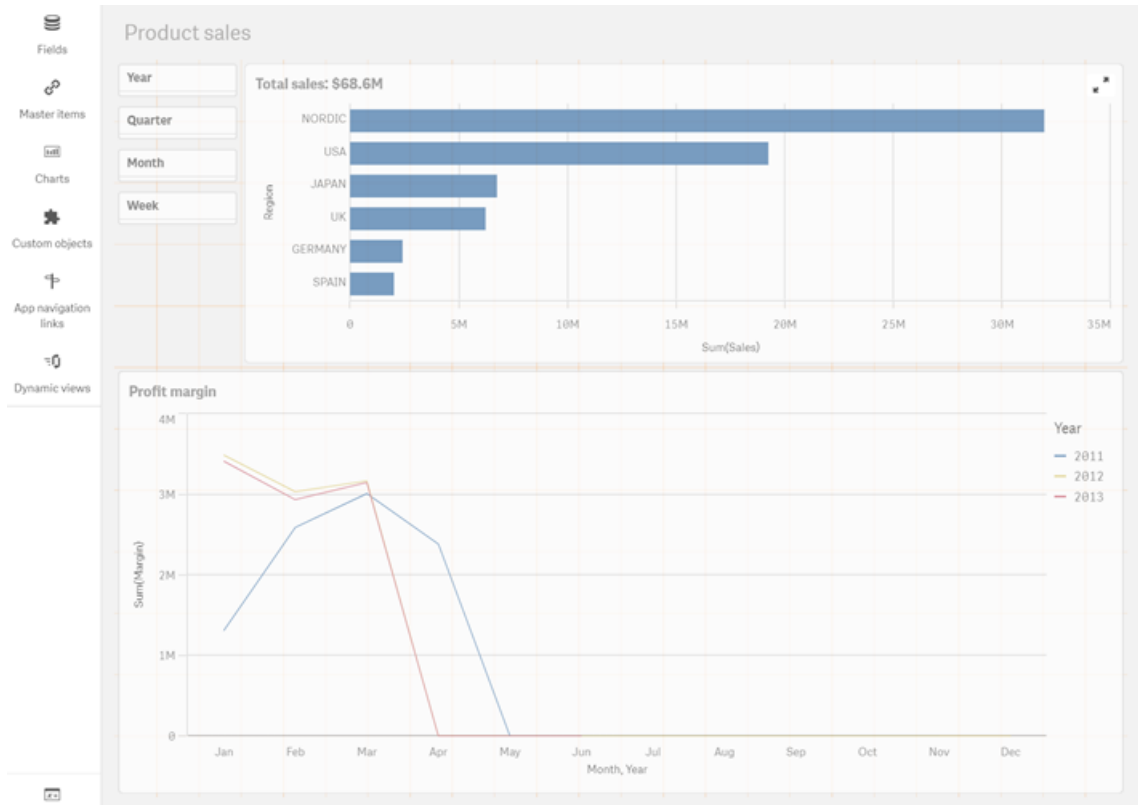 Fields
Master items
Charts
Custom objects
App navigation
links
Dynamic views
Product sales
Year
Quarter
Month
Week
Total sales: $68.6M
Region
NORDIC
USA
JAPAN
UK
GERMANY
SPAIN
0 5M 10M 15M 20M 25M 30M 35M
Sum(Sales)
Profit margin
Sum(Margin)
4M
3M
2M
1M
0
Jan Feb Mar Apr May Jun Jul Aug Sep Oct Nov Dec
Month, Year
Year
2011
2012
2013